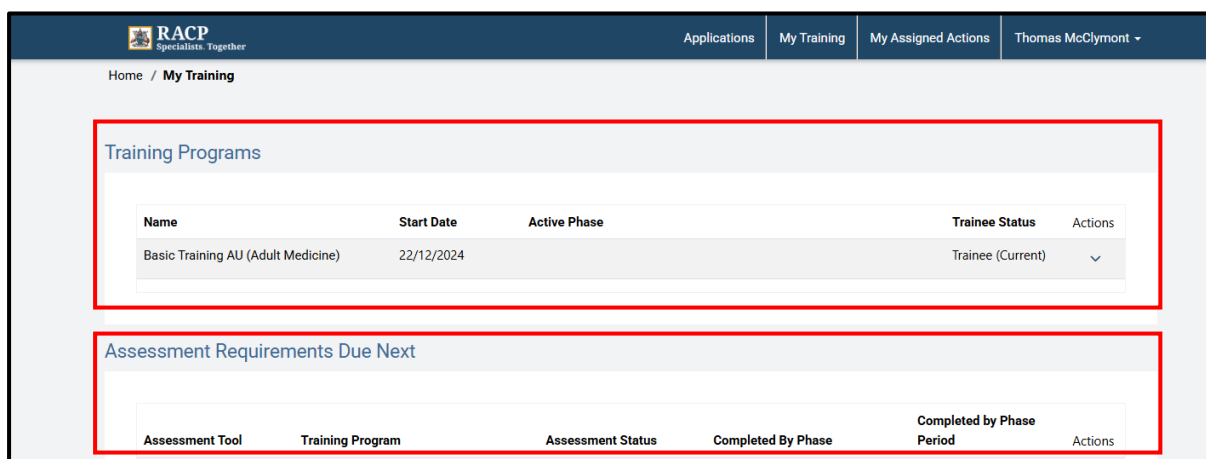 RACP
Specialists. Together
Applications My Training My Assigned Actions Thomas McClymont
Home / My Training
Training Programs
Name Start Date Active Phase Trainee Status Actions
Basic Training AU (Adult Medicine) 22/12/2024 Trainee (Current)
Assessment Requirements Due Next
Assessment Tool Training Program Assessment Status Completed By Phase Completed by Phase Period Actions